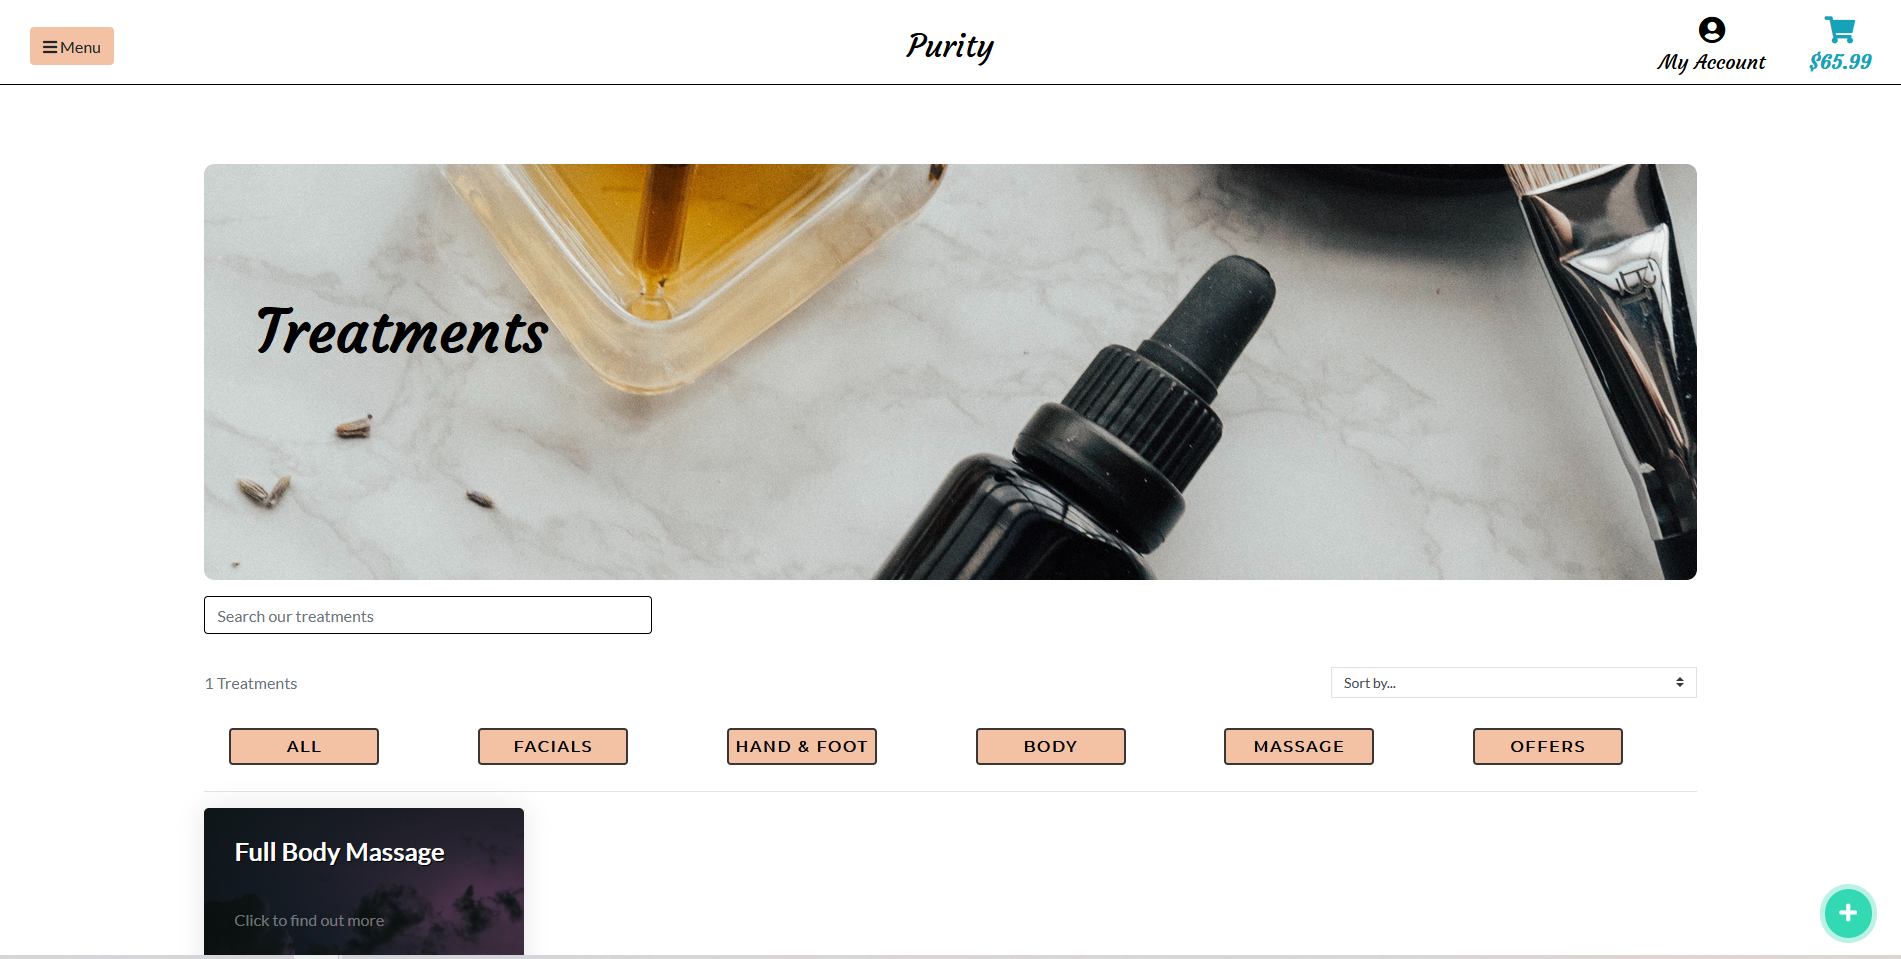 Menu
Purity
My Account
$65.99
Treatments
Search our treatments
1 Treatments
Sort by...
ALL
FACIALS
HAND & FOOT
BODY
MASSAGE
OFFERS
Full Body Massage
Click to find out more